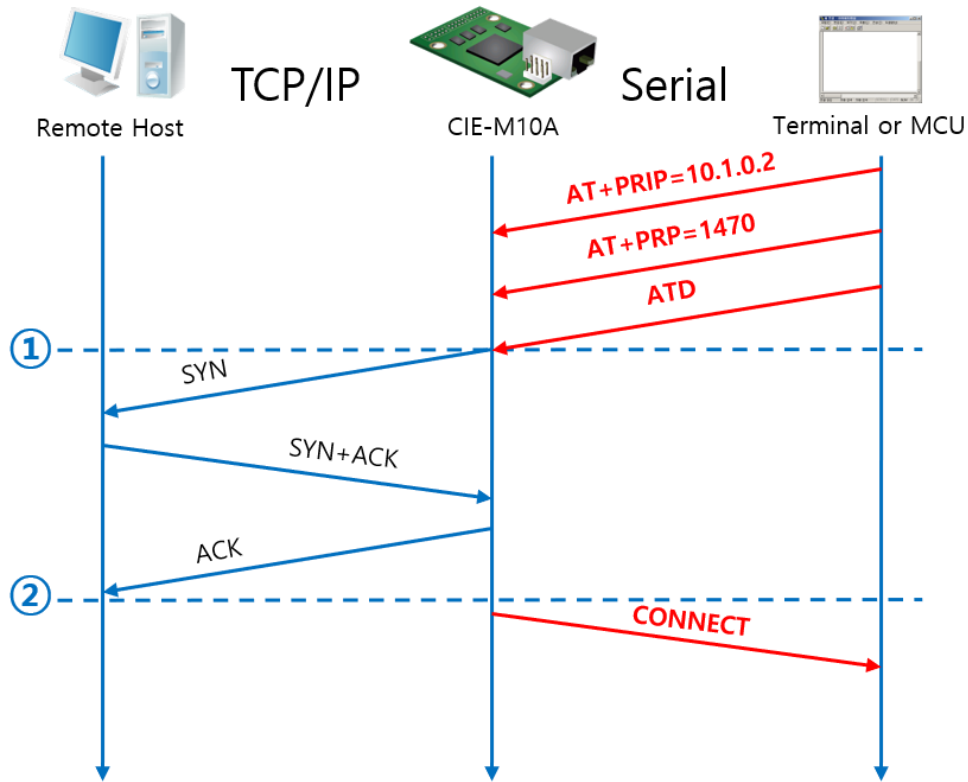 TCP/IP
Serial
Remote Host
CIE-M10A
Terminal or MCU
AT+PRIP=10.1.0.2
AT+PRP=1470
ATD
①
SYN
SYN+ACK
ACK
②
CONNECT